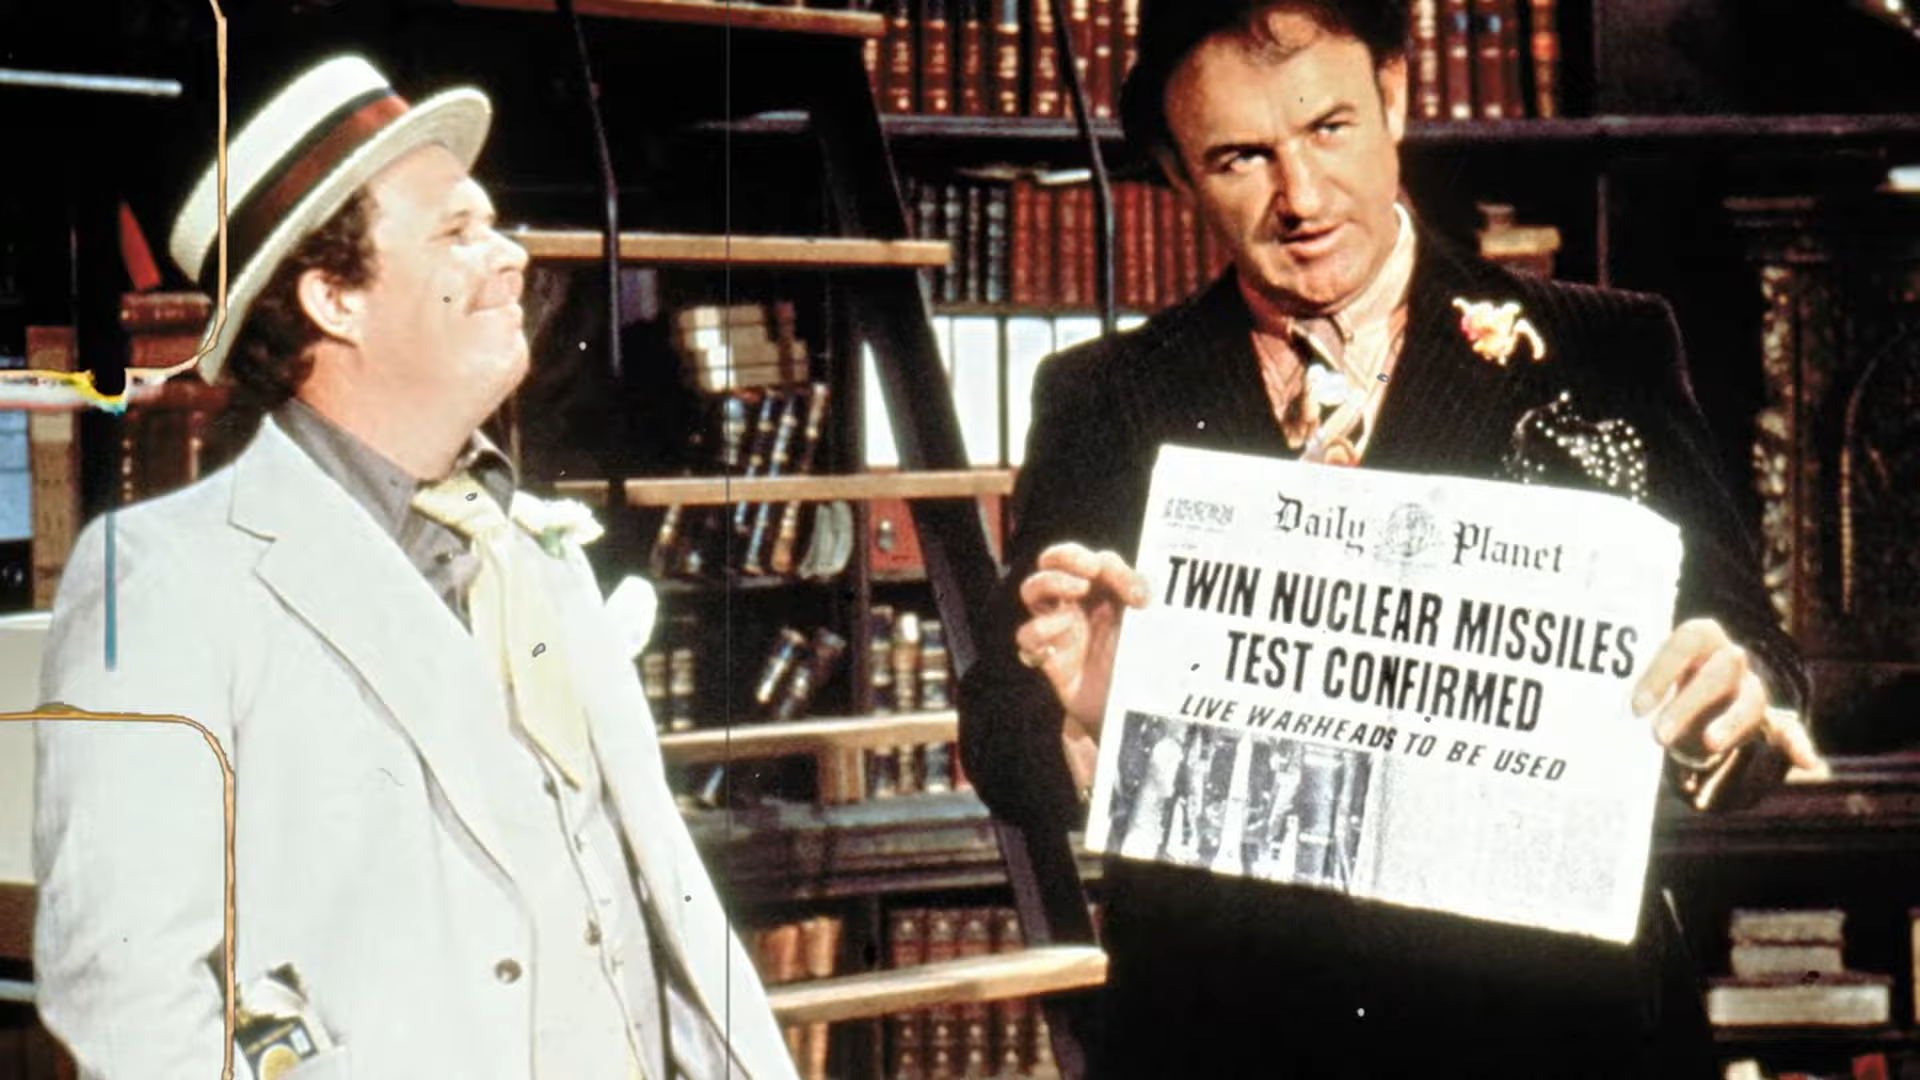 Daily Planet
TWIN NUCLEAR MISSILES
TEST CONFIRMED
LIVE WARHEADS TO BE USED